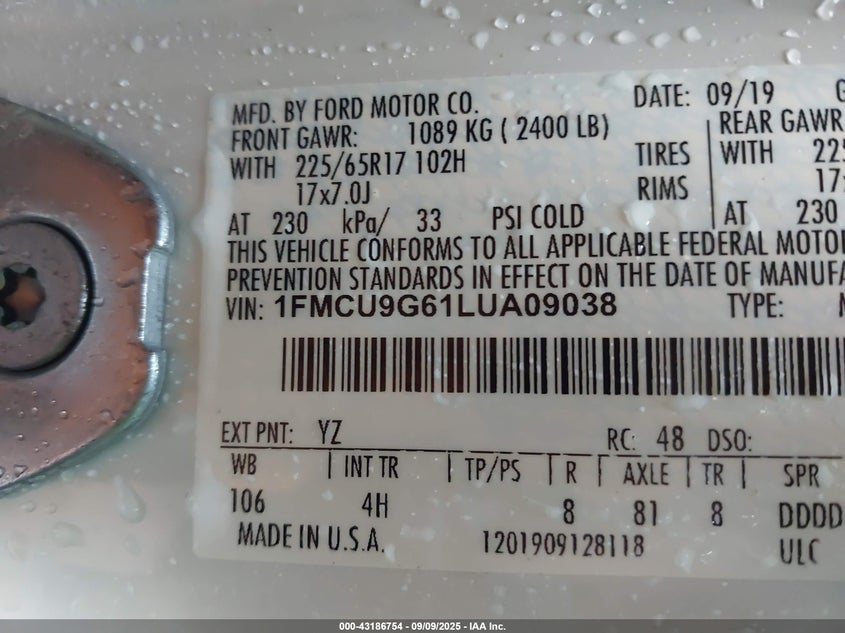 MFD. BY FORD MOTOR CO. DATE: 09/19 G
FRONT GAWR: 1089 KG ( 2400 LB) REAR GAWR
WITH 225/65R17 102H TIRES WITH 225
17x7.0J RIMS 17x
AT 230 kPa/ 33 PSI COLD AT 230
THIS VEHICLE CONFORMS TO ALL APPLICABLE FEDERAL MOTOR
PREVENTION STANDARDS IN EFFECT ON THE DATE OF MANUFA
VIN: 1FMCU9G61LUA09038 TYPE: M
EXT PNT: YZ RC: 48 DSO:
WB INT TR TP/PS R AXLE TR SPR
106 4H 8 81 8 DDDD
MADE IN U.S.A. 1201909128118 ULC
000-43186754 - 09/09/2025 - IAA Inc.